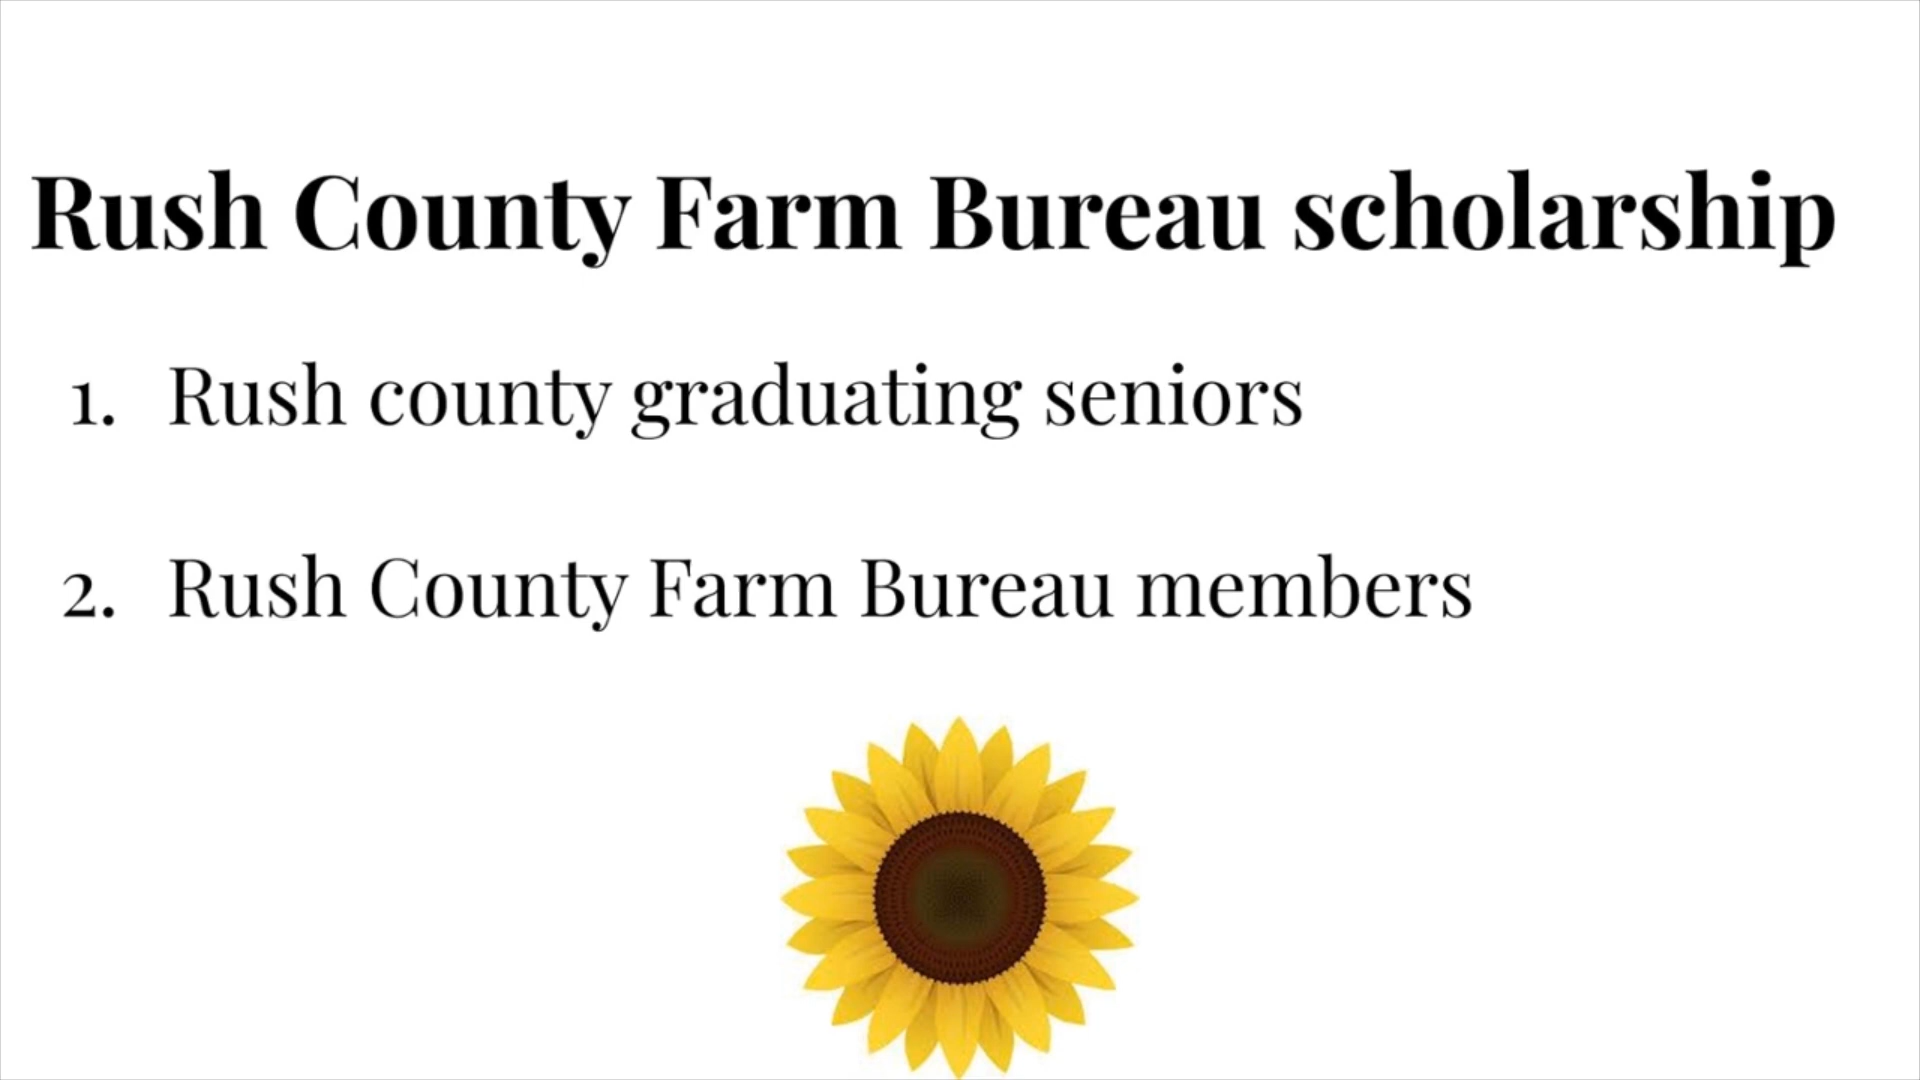 Rush County Farm Bureau scholarship
1. Rush county graduating seniors
2. Rush County Farm Bureau members